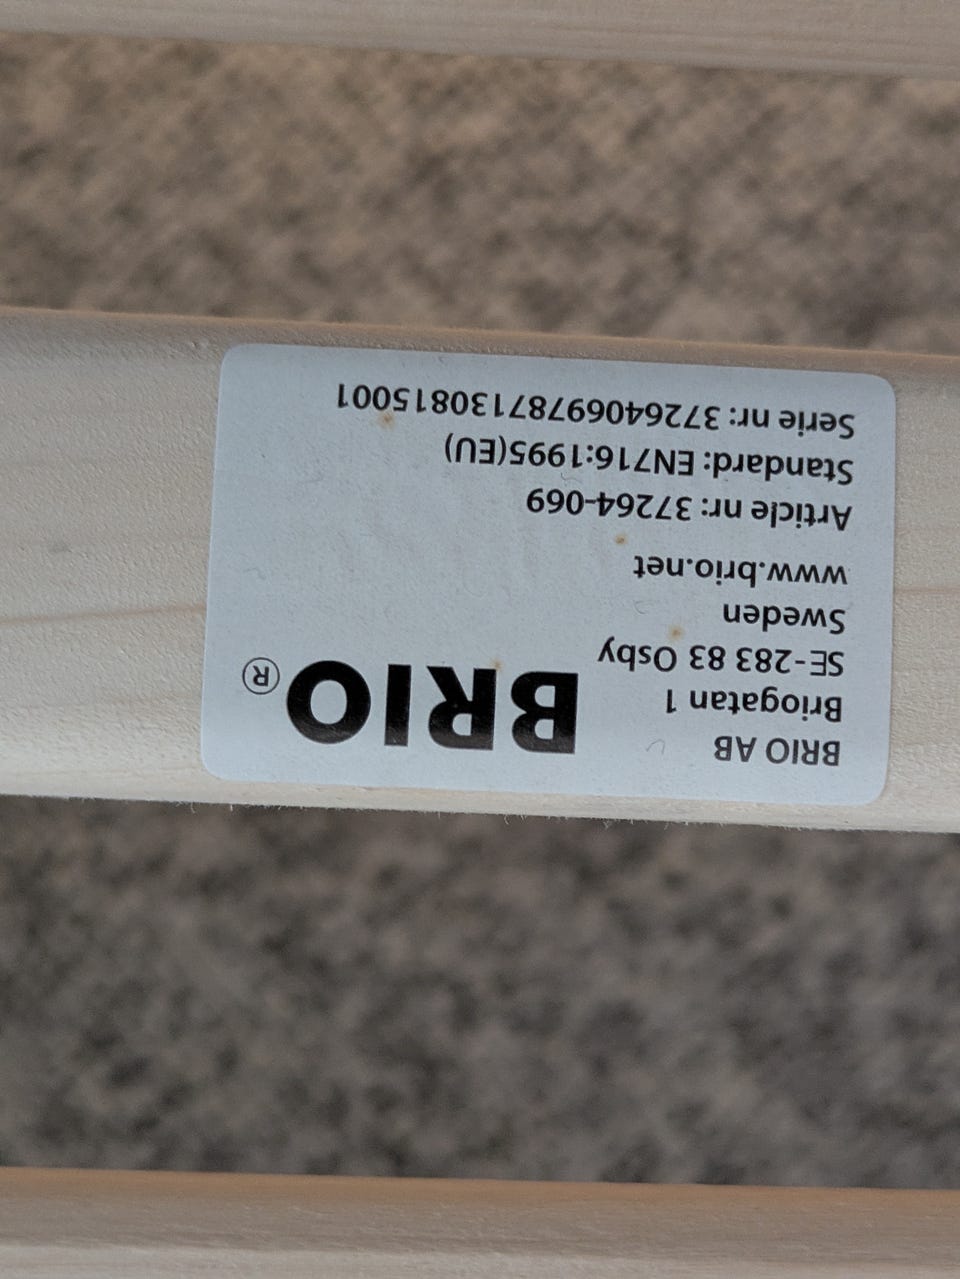 BRIO AB
Briogatan 1
SE-283 83 Osby
Sweden
www.brio.net
BRIO®
Article nr: 37264-069
Standard: EN716:1995(EU)
Serie nr: 37264069787130815001